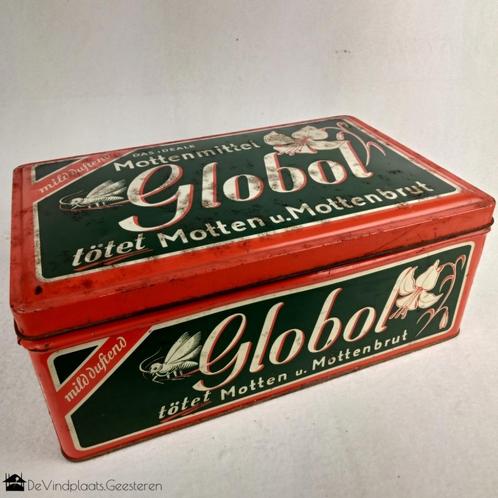 DAS IDEALE
mild duftend
Mottenmittel
Globol
tötet Motten u. Mottenbrut
mild duftend
Globol
tötet Motten u. Mottenbrut
DeVindplaats.Geesteren